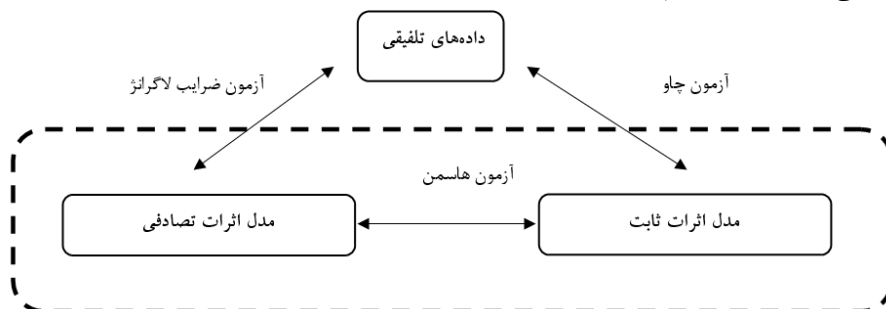 داده‌های تلفیقی
آزمون چاو
آزمون ضرایب لاگرانژ
آزمون هاسمن
مدل اثرات ثابت
مدل اثرات تصادفی